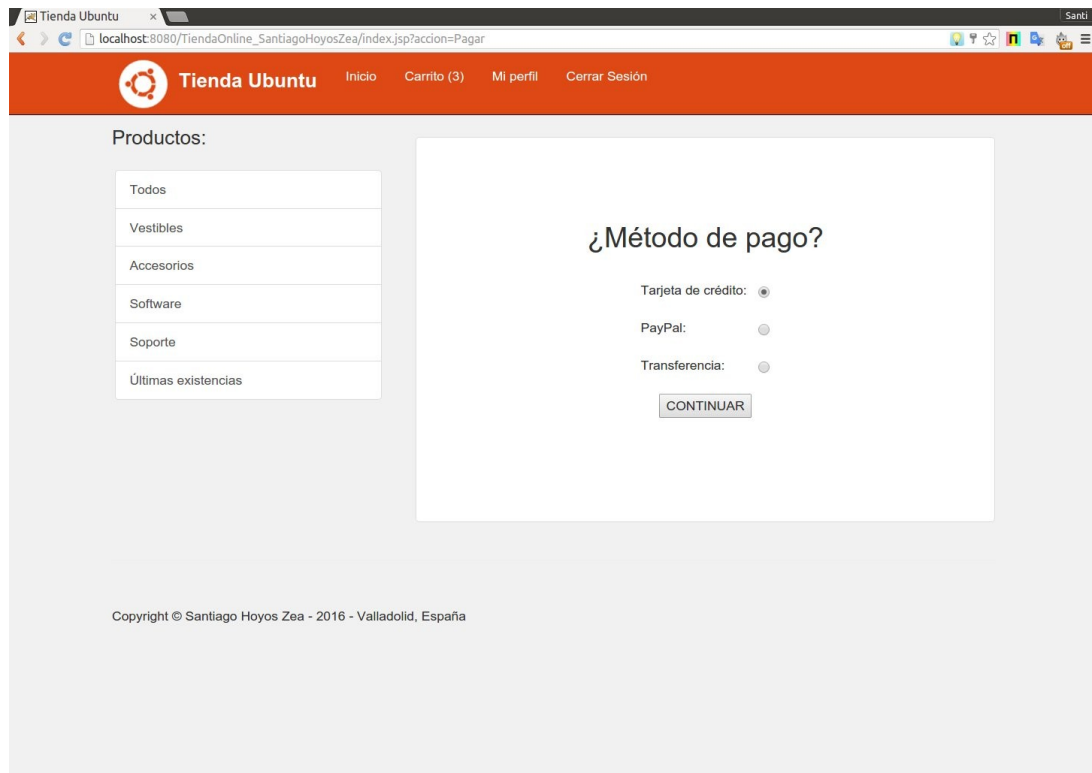 Tienda Ubuntu
Santi
localhost:8080/TiendaOnline_SantiagoHoyosZea/index.jsp?accion=Pagar
Tienda Ubuntu Inicio Carrito (3) Mi perfil Cerrar Sesión
Productos:
Todos
Vestibles
Accesorios
Software
Soporte
Últimas existencias
¿Método de pago?
Tarjeta de crédito:
PayPal:
Transferencia:
CONTINUAR
Copyright © Santiago Hoyos Zea - 2016 - Valladolid, España